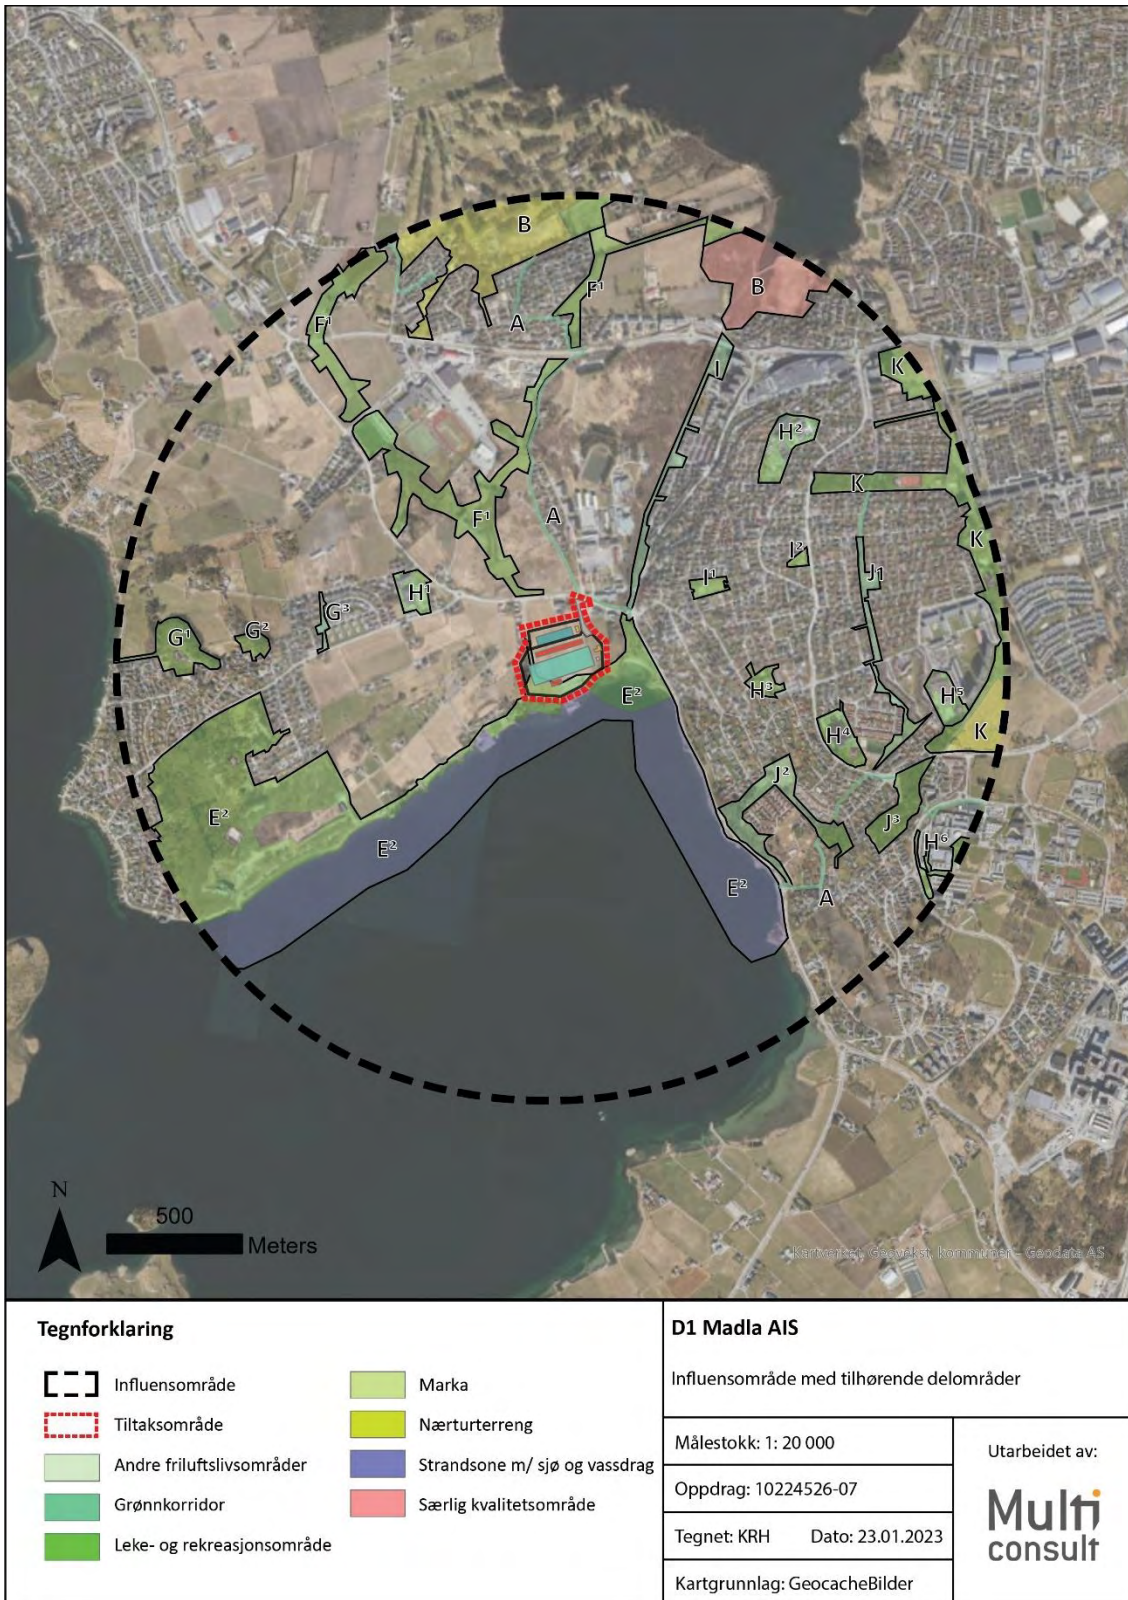 B
B
F¹
F¹
A
I
K
H²
K
A
F¹
K
I²
J1
I¹
H¹
G³
G¹
G²
H³
E²
H⁵
H⁴
K
J²
E²
J³
E²
H⁶
E²
A
N
500
Meters
Kartverket, Geovekst, kommuner - Geodata AS
Tegnforklaring
Influensområde
Tiltaksområde
Andre friluftslivsområder
Grønnkorridor
Leke- og rekreasjonsområde
Marka
Nærturterreng
Strandsone m/ sjø og vassdrag
Særlig kvalitetsområde
D1 Madla AIS
Influensområde med tilhørende delområder
Målestokk: 1: 20 000
Oppdrag: 10224526-07
Tegnet: KRH Dato: 23.01.2023
Kartgrunnlag: GeocacheBilder
Utarbeidet av:
Multi
consult